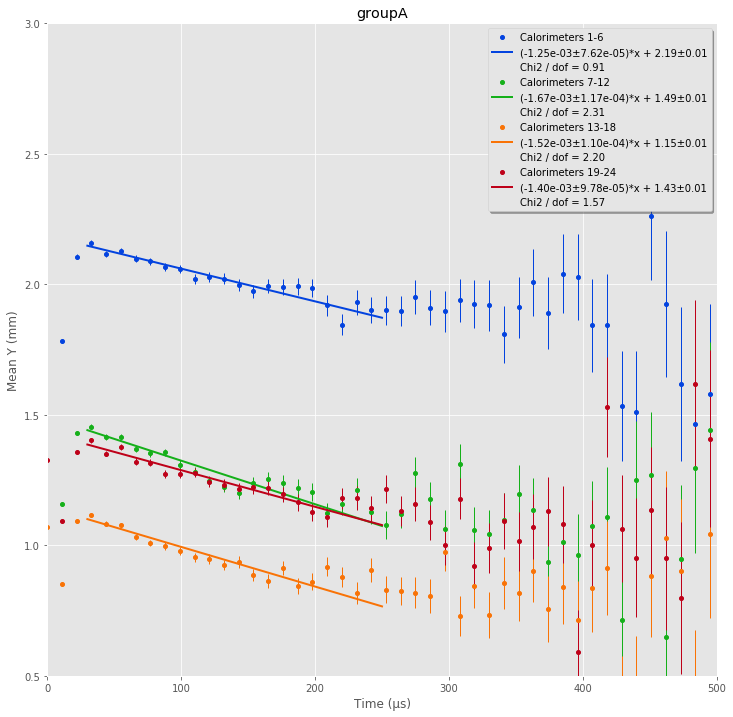 groupA
Calorimeters 1-6
(-1.25e-03±7.62e-05)*x + 2.19±0.01
Chi2 / dof = 0.91
Calorimeters 7-12
(-1.67e-03±1.17e-04)*x + 1.49±0.01
Chi2 / dof = 2.31
Calorimeters 13-18
(-1.52e-03±1.10e-04)*x + 1.15±0.01
Chi2 / dof = 2.20
Calorimeters 19-24
(-1.40e-03±9.78e-05)*x + 1.43±0.01
Chi2 / dof = 1.57
Mean Y (mm)
3.0
2.5
2.0
1.5
1.0
0.5
0 100 200 300 400 500
Time (µs)